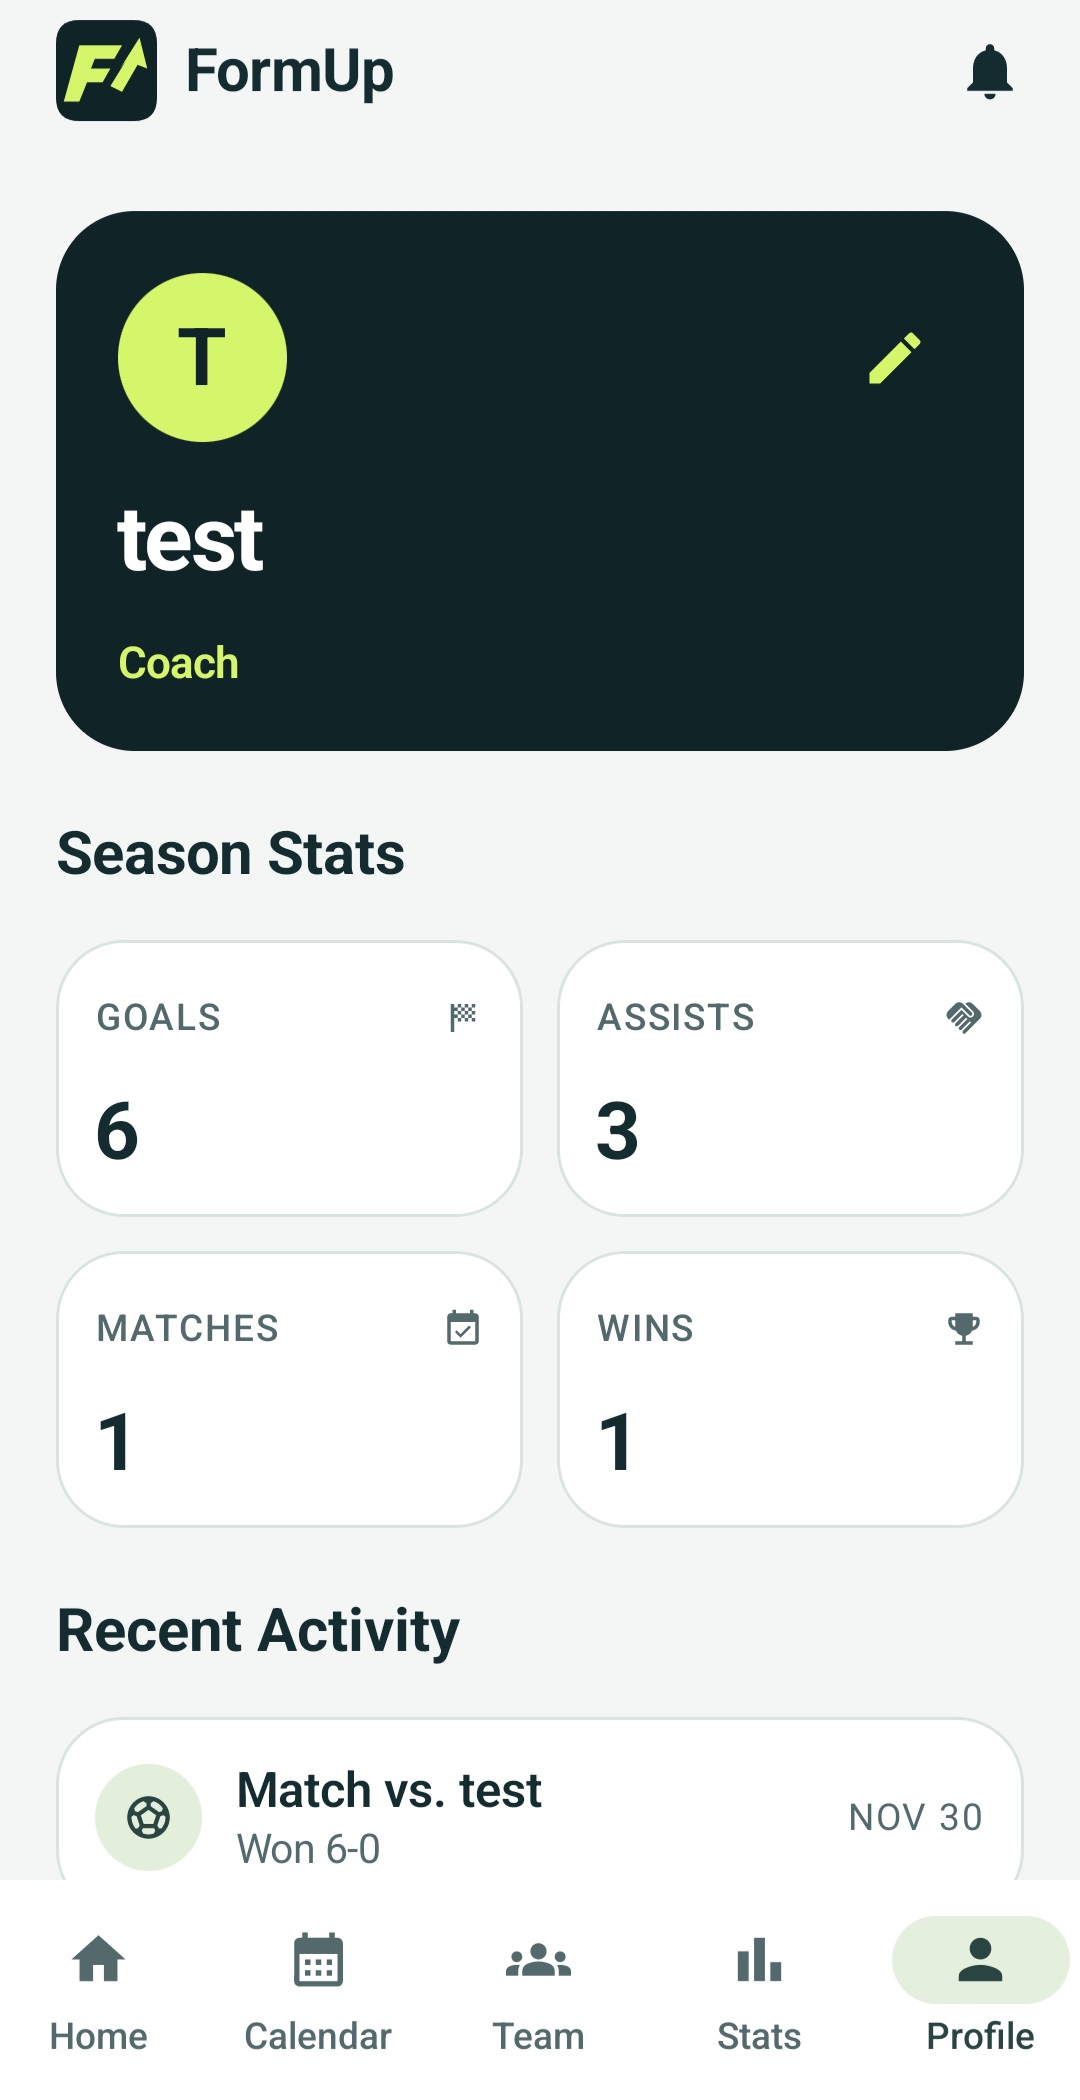 FormUp
T
test
Coach
Season Stats
GOALS
6
ASSISTS
3
MATCHES
1
WINS
1
Recent Activity
Match vs. test
Won 6-0
NOV 30
Home
Calendar
Team
Stats
Profile